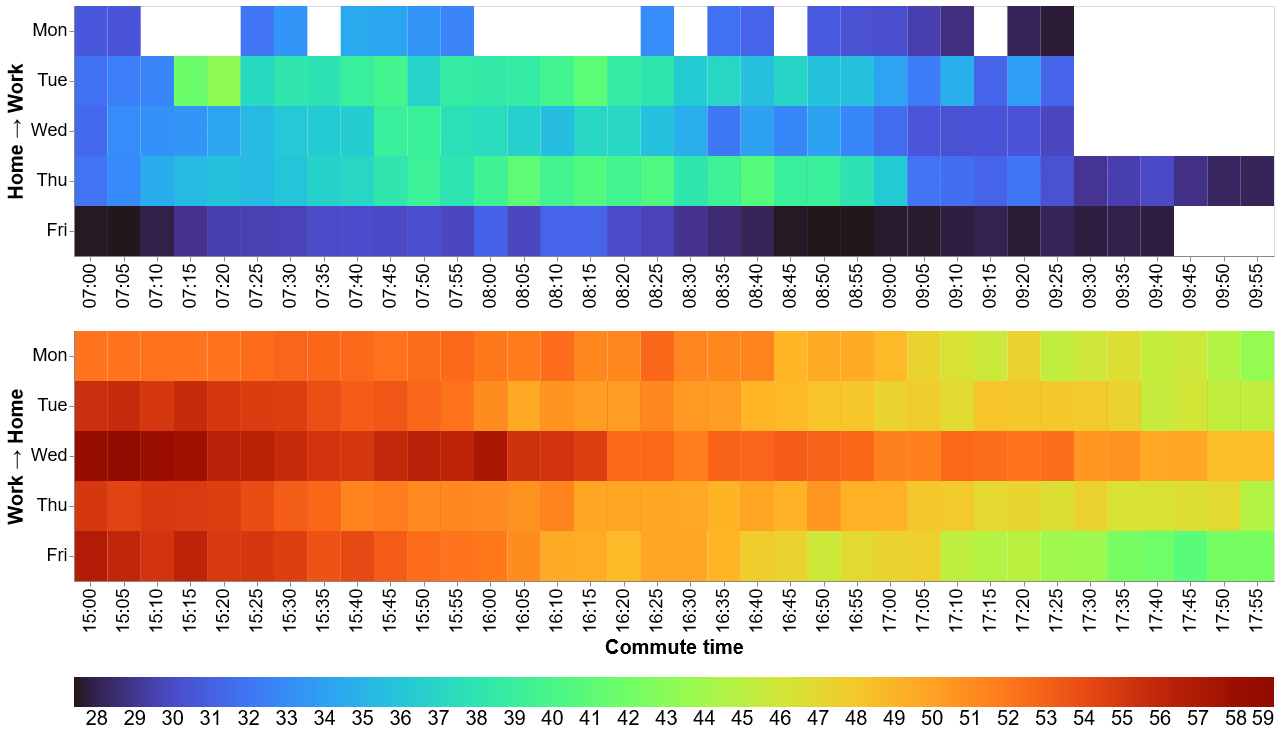 Home → Work
Mon
Tue
Wed
Thu
Fri
07:00 07:05 07:10 07:15 07:20 07:25 07:30 07:35 07:40 07:45 07:50 07:55 08:00 08:05 08:10 08:15 08:20 08:25 08:30 08:35 08:40 08:45 08:50 08:55 09:00 09:05 09:10 09:15 09:20 09:25 09:30 09:35 09:40 09:45 09:50 09:55
Work → Home
Mon
Tue
Wed
Thu
Fri
15:00 15:05 15:10 15:15 15:20 15:25 15:30 15:35 15:40 15:45 15:50 15:55 16:00 16:05 16:10 16:15 16:20 16:25 16:30 16:35 16:40 16:45 16:50 16:55 17:00 17:05 17:10 17:15 17:20 17:25 17:30 17:35 17:40 17:45 17:50 17:55
Commute time
28 29 30 31 32 33 34 35 36 37 38 39 40 41 42 43 44 45 46 47 48 49 50 51 52 53 54 55 56 57 58 59